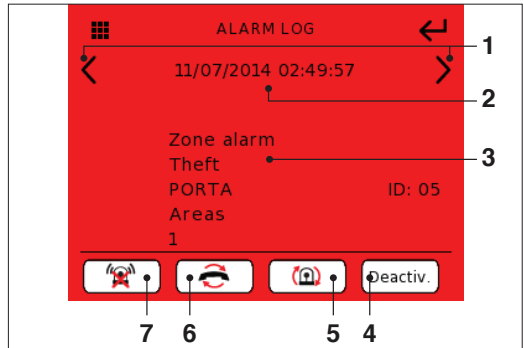 ALARM LOG
1
11/07/2014 02:49:57
2
Zone alarm
3
Theft
PORTA ID: 05
Areas
1
Deactiv.
7 6 5 4